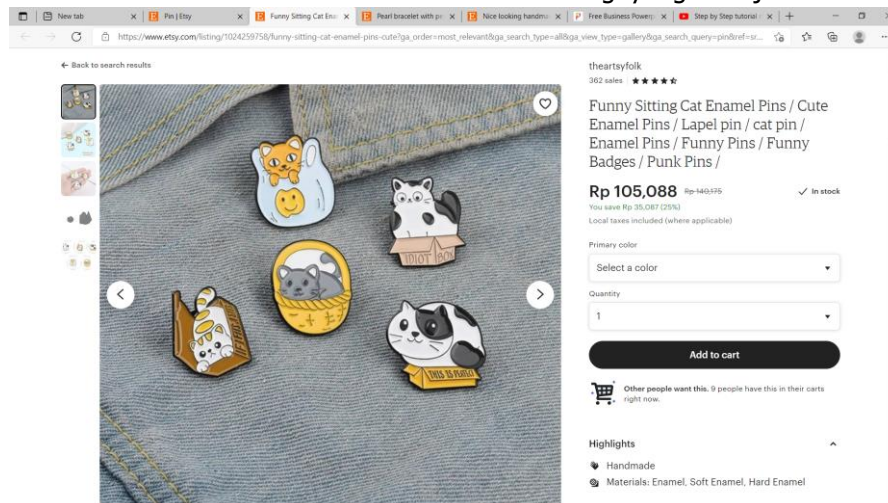 New tab
Pin | Etsy
Funny Sitting Cat Ena
Pearl bracelet with pe
Nice looking handma
Free Business Powerp
Step by Step tutorial
https://www.etsy.com/listing/1024259758/funny-sitting-cat-enamel-pins-cute?ga_order=most_relevant&ga_search_type=all&ga_view_type=gallery&ga_search_query=pin&ref=sr...
← Back to search results
theartsyfolk
362 sales
Funny Sitting Cat Enamel Pins / Cute
Enamel Pins / Lapel pin / cat pin /
Enamel Pins / Funny Pins / Funny
Badges / Punk Pins /
Rp 105,088 Rp 140,175 ✓ In stock
You save Rp 35,087 (25%)
Local taxes included (where applicable)
Primary color
Select a color
Quantity
1
Add to cart
Other people want this. 9 people have this in their carts
right now.
Highlights
Handmade
Materials: Enamel, Soft Enamel, Hard Enamel
IDIOT BOX